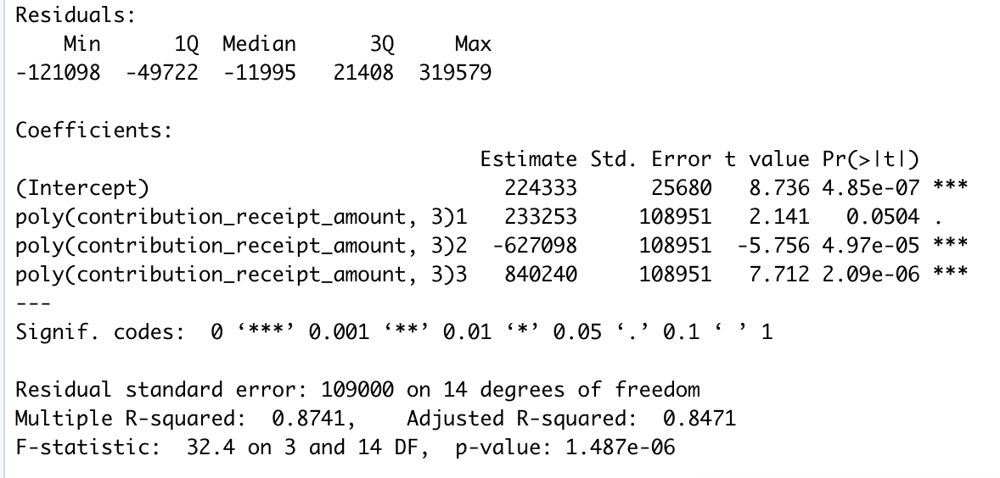 Residuals:
    Min      1Q  Median      3Q     Max
-121098  -49722  -11995   21408  319579
Coefficients:
                                    Estimate Std. Error t value Pr(>|t|)
(Intercept)                           224333      25680   8.736 4.85e-07 ***
poly(contribution_receipt_amount, 3)1   233253     108951   2.141   0.0504 .
poly(contribution_receipt_amount, 3)2  -627098     108951  -5.756 4.97e-05 ***
poly(contribution_receipt_amount, 3)3   840240     108951   7.712 2.09e-06 ***
---
Signif. codes:  0 ‘***’ 0.001 ‘**’ 0.01 ‘*’ 0.05 ‘.’ 0.1 ‘ ’ 1
Residual standard error: 109000 on 14 degrees of freedom
Multiple R-squared:  0.8741,    Adjusted R-squared:  0.8471
F-statistic:  32.4 on 3 and 14 DF,  p-value: 1.487e-06